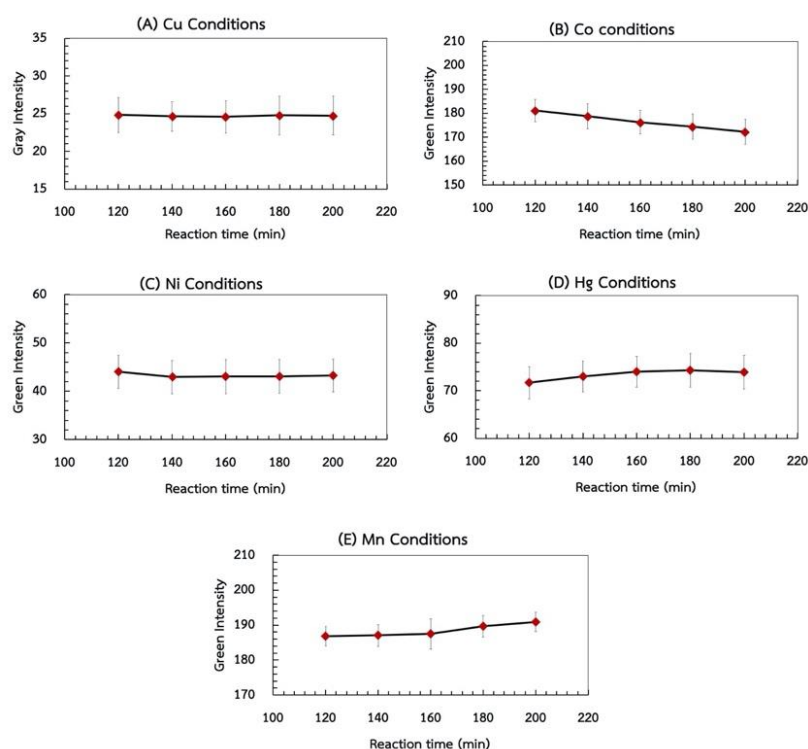 (A) Cu Conditions
35
30
25
20
15
Gray Intensity
100 120 140 160 180 200 220
Reaction time (min)
(B) Co conditions
210
200
190
180
170
160
150
Green Intensity
100 120 140 160 180 200 220
Reaction time (min)
(C) Ni Conditions
60
50
40
30
Green Intensity
100 120 140 160 180 200 220
Reaction time (min)
(D) Hg Conditions
90
80
70
60
Green Intensity
100 120 140 160 180 200 220
Reaction time (min)
(E) Mn Conditions
210
200
190
180
170
Green Intensity
100 120 140 160 180 200 220
Reaction time (min)